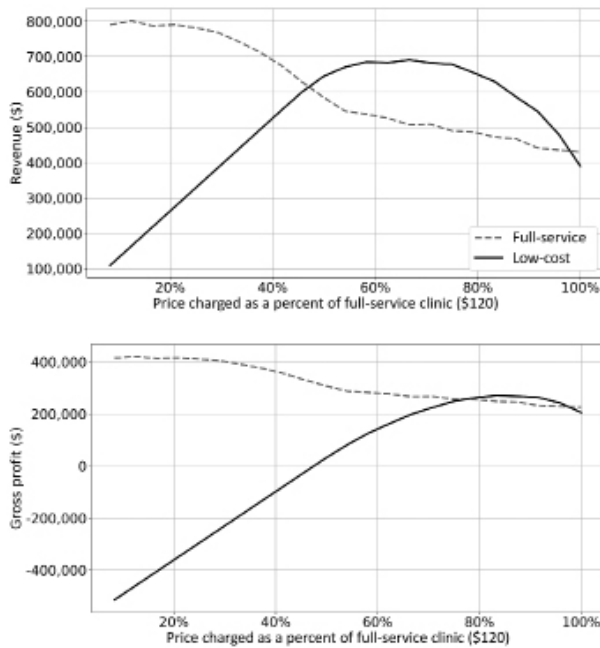 800,000
700,000
600,000
500,000
400,000
300,000
200,000
100,000
Revenue ($)
Full-service
Low-cost
20% 40% 60% 80% 100%
Price charged as a percent of full-service clinic ($120)
400,000
200,000
0
-200,000
-400,000
Gross profit ($)
20% 40% 60% 80% 100%
Price charged as a percent of full-service clinic ($120)